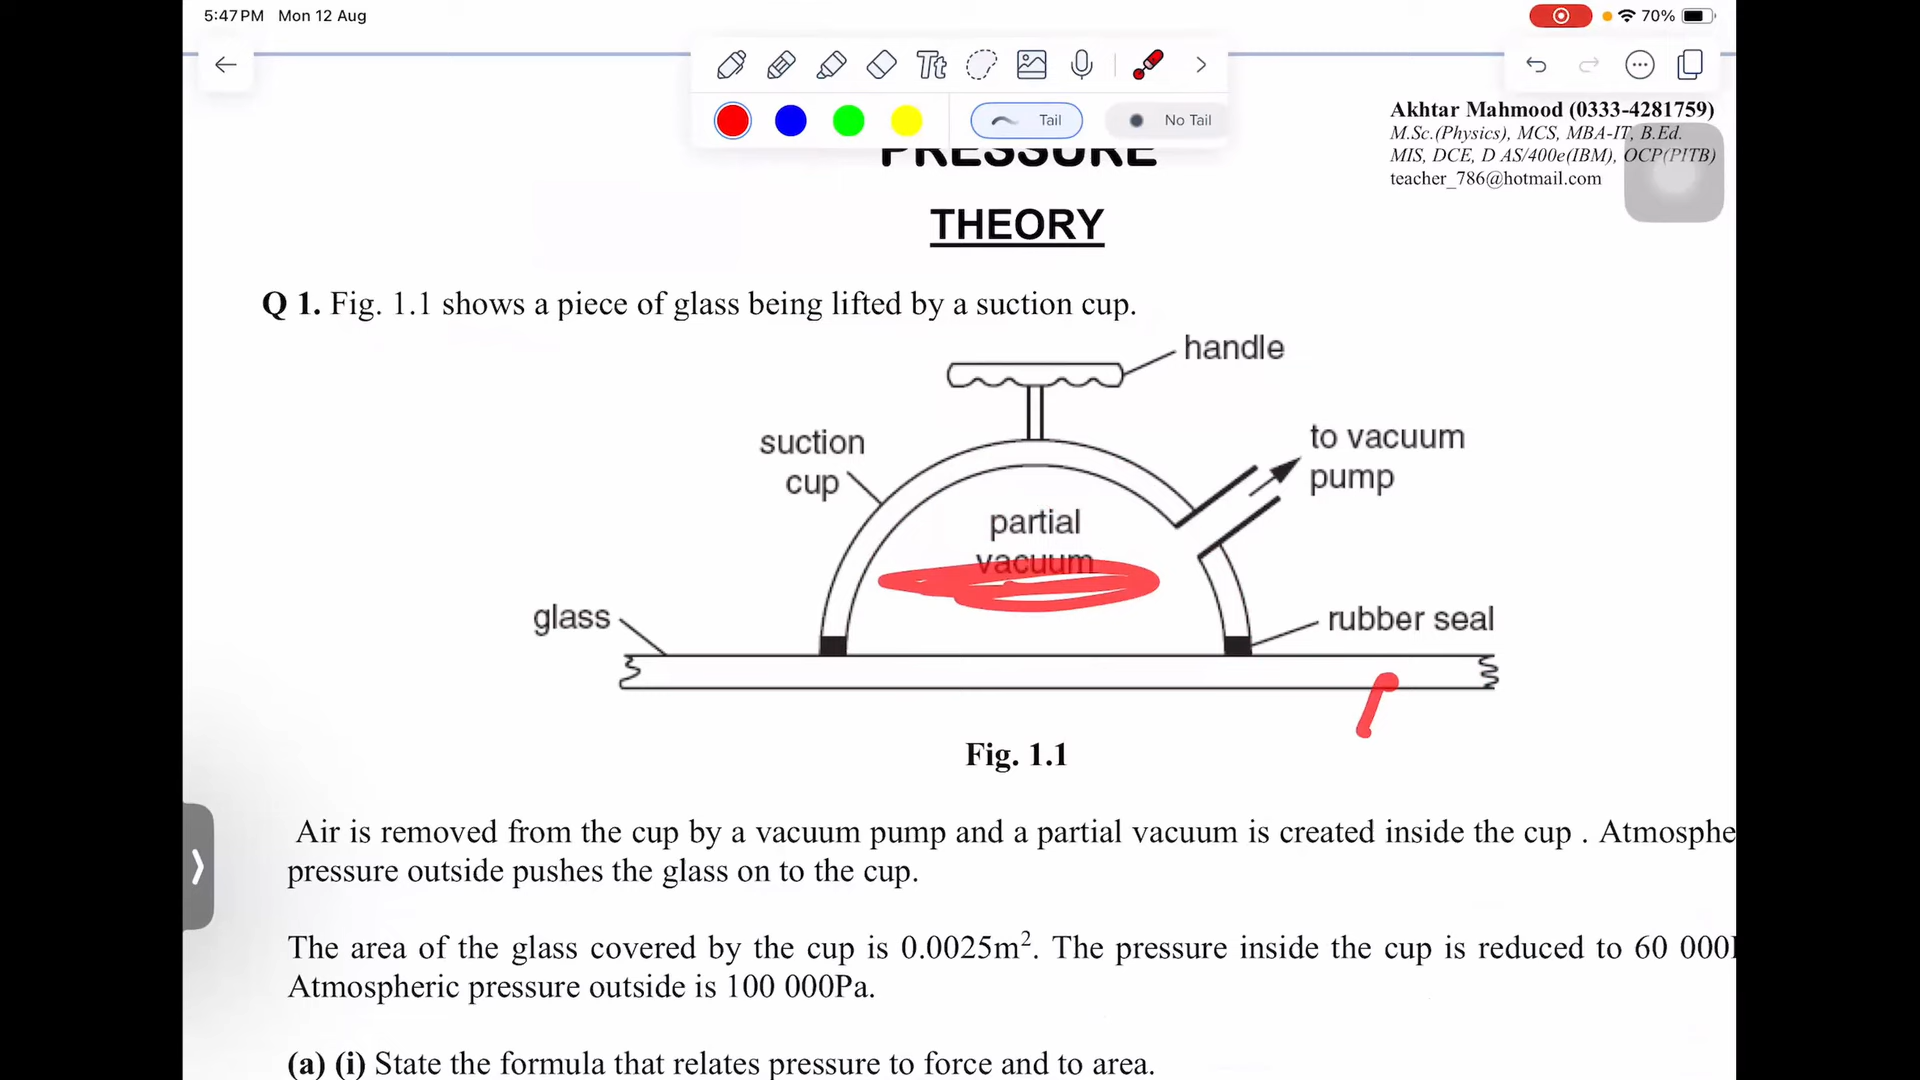 5:47 PM Mon 12 Aug
70%
Tt
Tail
No Tail
Akhtar Mahmood (0333-4281759)
M.Sc.(Physics), MCS, MBA-IT, B.Ed.
MIS, DCE, D AS/400e(IBM), OCP(PITB)
teacher_786@hotmail.com
PRESSURE
THEORY
Q 1. Fig. 1.1 shows a piece of glass being lifted by a suction cup.
handle
suction
cup
to vacuum
pump
partial
vacuum
glass
rubber seal
Fig. 1.1
Air is removed from the cup by a vacuum pump and a partial vacuum is created inside the cup . Atmosphe
pressure outside pushes the glass on to the cup.
The area of the glass covered by the cup is 0.0025m². The pressure inside the cup is reduced to 60 000
Atmospheric pressure outside is 100 000Pa.
(a) (i) State the formula that relates pressure to force and to area.